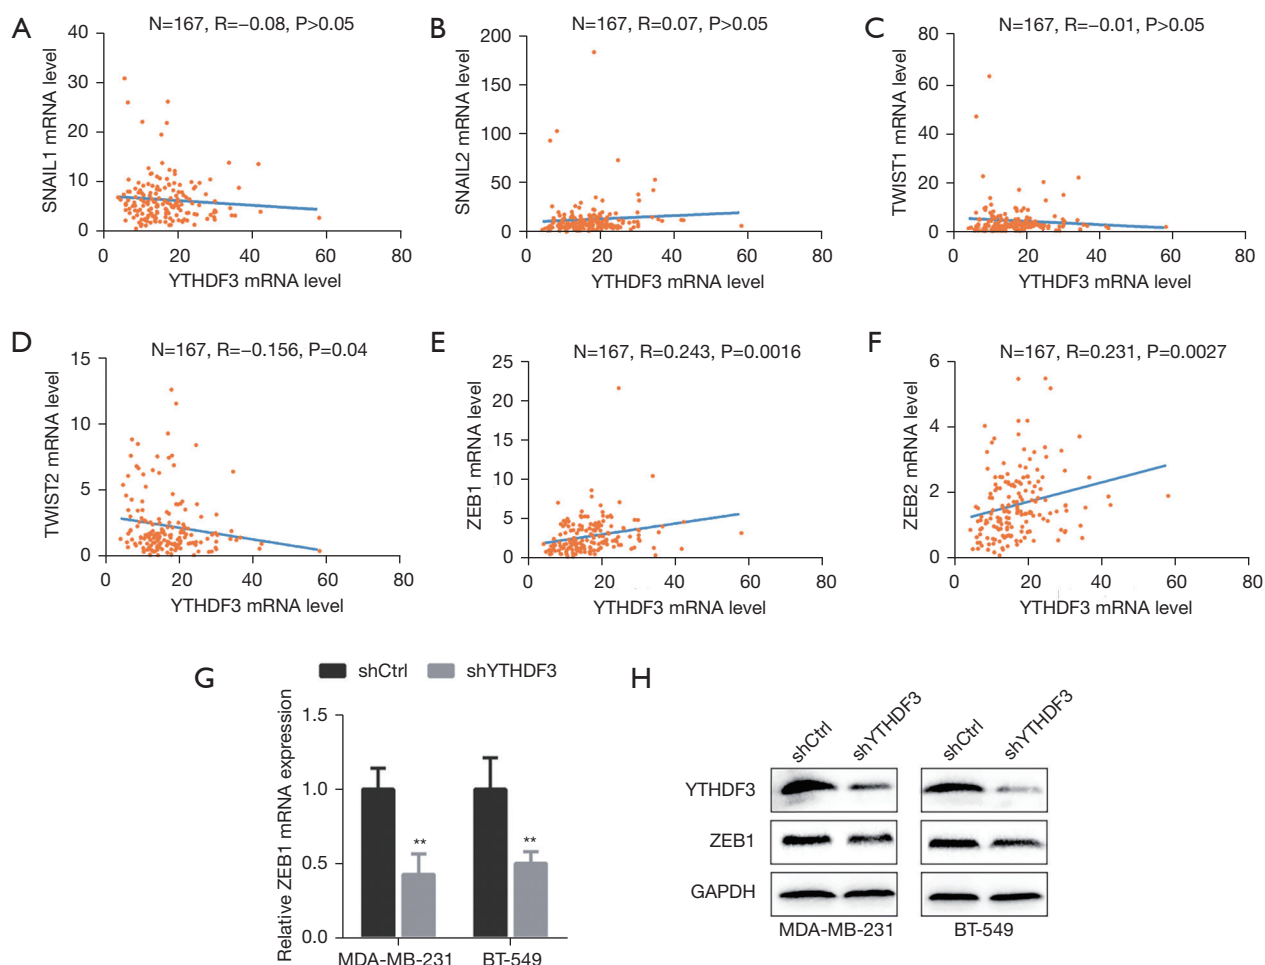 A
N=167, R=−0.08, P>0.05
SNAIL1 mRNA level
40
30
20
10
0
0 20 40 60 80
YTHDF3 mRNA level
B
N=167, R=0.07, P>0.05
SNAIL2 mRNA level
200
150
100
50
0
0 20 40 60 80
YTHDF3 mRNA level
C
N=167, R=−0.01, P>0.05
TWIST1 mRNA level
80
60
40
20
0
0 20 40 60 80
YTHDF3 mRNA level
D
N=167, R=−0.156, P=0.04
TWIST2 mRNA level
15
10
5
0
0 20 40 60 80
YTHDF3 mRNA level
E
N=167, R=0.243, P=0.0016
ZEB1 mRNA level
25
20
15
10
5
0
0 20 40 60 80
YTHDF3 mRNA level
F
N=167, R=0.231, P=0.0027
ZEB2 mRNA level
6
4
2
0
0 20 40 60 80
YTHDF3 mRNA level
G
shCtrl shYTHDF3
Relative ZEB1 mRNA expression
1.5
1.0
0.5
0.0
** **
MDA-MB-231 BT-549
H
shCtrl shYTHDF3 shCtrl shYTHDF3
YTHDF3
ZEB1
GAPDH
MDA-MB-231 BT-549